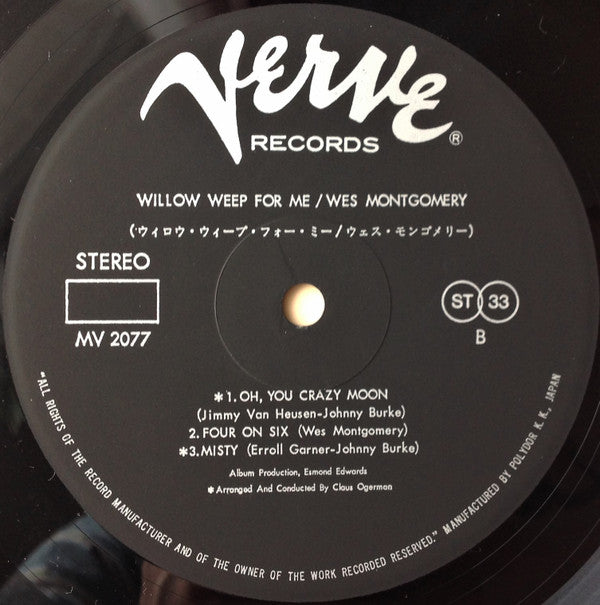 Verve
RECORDS ®
WILLOW WEEP FOR ME / WES MONTGOMERY
(ウィロウ・ウィープ・フォー・ミー/ウェス・モンゴメリー)
STEREO
MV 2077
ST 33
B
*1. OH, YOU CRAZY MOON
(Jimmy Van Heusen-Johnny Burke)
2. FOUR ON SIX (Wes Montgomery)
*3. MISTY (Erroll Garner-Johnny Burke)
Album Production, Esmond Edwards
*Arranged And Conducted By Claus Ogerman
"ALL RIGHTS OF THE RECORD MANUFACTURER AND OF THE OWNER OF THE WORK RECORDED RESERVED." MANUFACTURED BY POLYDOR K. K., JAPAN